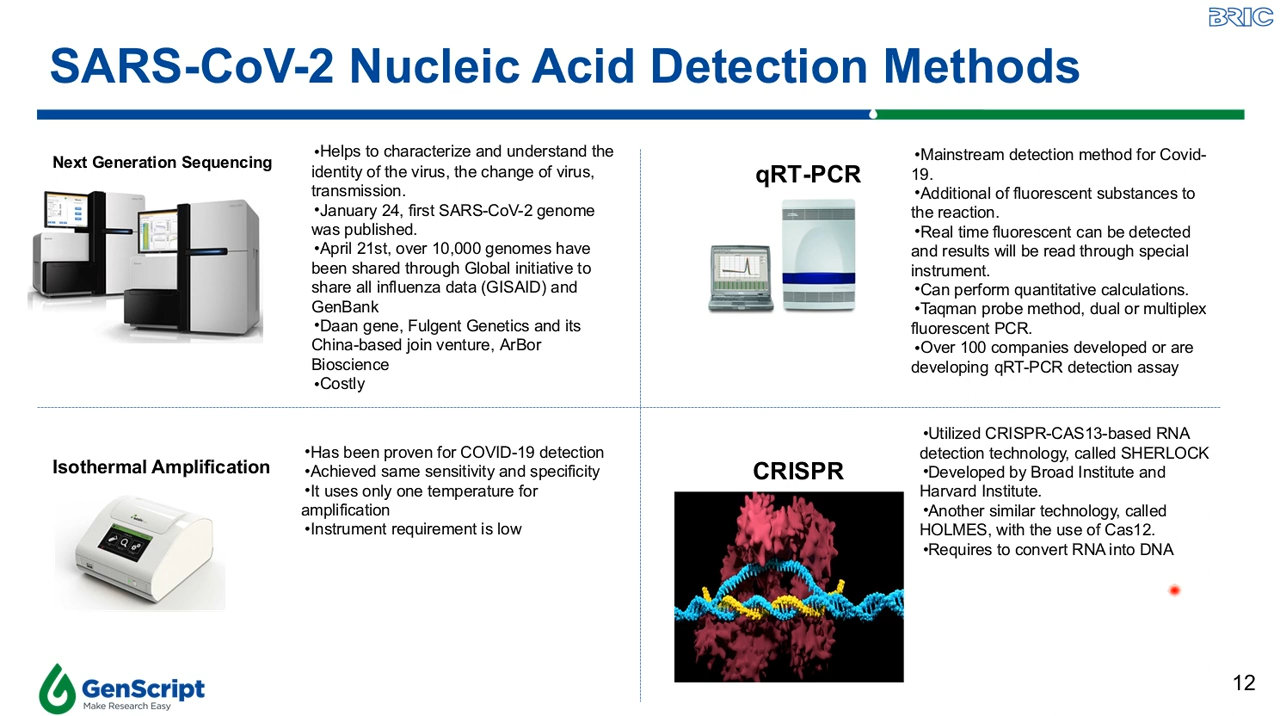 BRIC
SARS-CoV-2 Nucleic Acid Detection Methods
Next Generation Sequencing
•Helps to characterize and understand the
identity of the virus, the change of virus,
transmission.
•January 24, first SARS-CoV-2 genome
was published.
•April 21st, over 10,000 genomes have
been shared through Global initiative to
share all influenza data (GISAID) and
GenBank
•Daan gene, Fulgent Genetics and its
China-based join venture, ArBor
Bioscience
•Costly
qRT-PCR
•Mainstream detection method for Covid-
19.
•Additional of fluorescent substances to
the reaction.
•Real time fluorescent can be detected
and results will be read through special
instrument.
•Can perform quantitative calculations.
•Taqman probe method, dual or multiplex
fluorescent PCR.
•Over 100 companies developed or are
developing qRT-PCR detection assay
Isothermal Amplification
•Has been proven for COVID-19 detection
•Achieved same sensitivity and specificity
•It uses only one temperature for
amplification
•Instrument requirement is low
CRISPR
•Utilized CRISPR-CAS13-based RNA
detection technology, called SHERLOCK
•Developed by Broad Institute and
Harvard Institute.
•Another similar technology, called
HOLMES, with the use of Cas12.
•Requires to convert RNA into DNA
GenScript
Make Research Easy
12